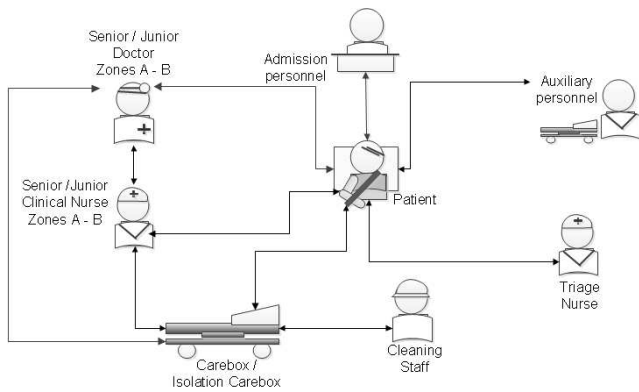 Senior / Junior
Doctor
Zones A - B
Admission
personnel
Auxiliary
personnel
Senior /Junior
Clinical Nurse
Zones A - B
Patient
Triage
Nurse
Cleaning
Staff
Carebox /
Isolation Carebox